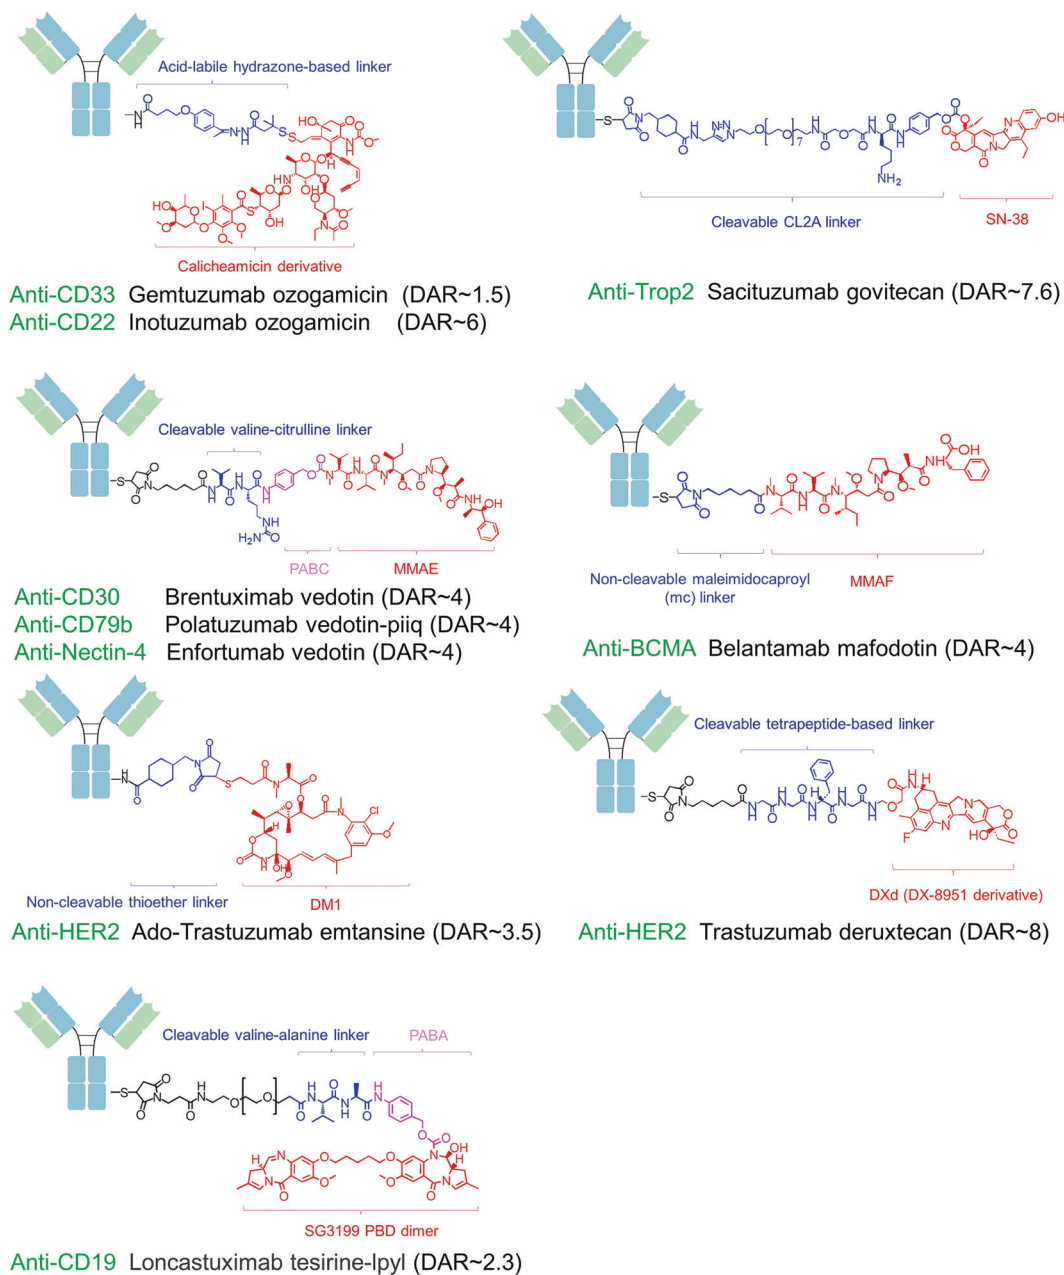 Acid-labile hydrazone-based linker
Calicheamicin derivative
Anti-CD33 Gemtuzumab ozogamicin (DAR~1.5)
Anti-CD22 Inotuzumab ozogamicin (DAR~6)
Cleavable CL2A linker
SN-38
Anti-Trop2 Sacituzumab govitecan (DAR~7.6)
Cleavable valine-citrulline linker
PABC
MMAE
Anti-CD30 Brentuximab vedotin (DAR~4)
Anti-CD79b Polatuzumab vedotin-piiq (DAR~4)
Anti-Nectin-4 Enfortumab vedotin (DAR~4)
Non-cleavable maleimidocaproyl
(mc) linker
MMAF
Anti-BCMA Belantamab mafodotin (DAR~4)
Non-cleavable thioether linker
DM1
Anti-HER2 Ado-Trastuzumab emtansine (DAR~3.5)
Cleavable tetrapeptide-based linker
DXd (DX-8951 derivative)
Anti-HER2 Trastuzumab deruxtecan (DAR~8)
Cleavable valine-alanine linker
PABA
SG3199 PBD dimer
Anti-CD19 Loncastuximab tesirine-lpyl (DAR~2.3)